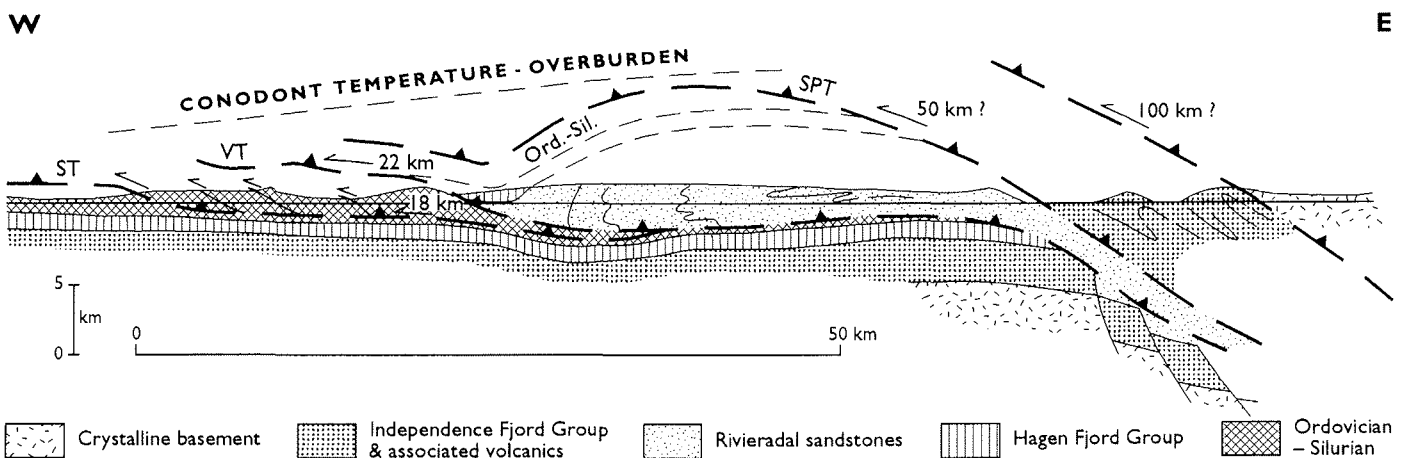 W
E
CONODONT TEMPERATURE - OVERBURDEN
SPT
50 km ?
100 km ?
Ord.-Sil.
VT
22 km
ST
18 km
5
km
0
0
50 km
Crystalline basement
Independence Fjord Group
& associated volcanics
Rivieradal sandstones
Hagen Fjord Group
Ordovician
– Silurian